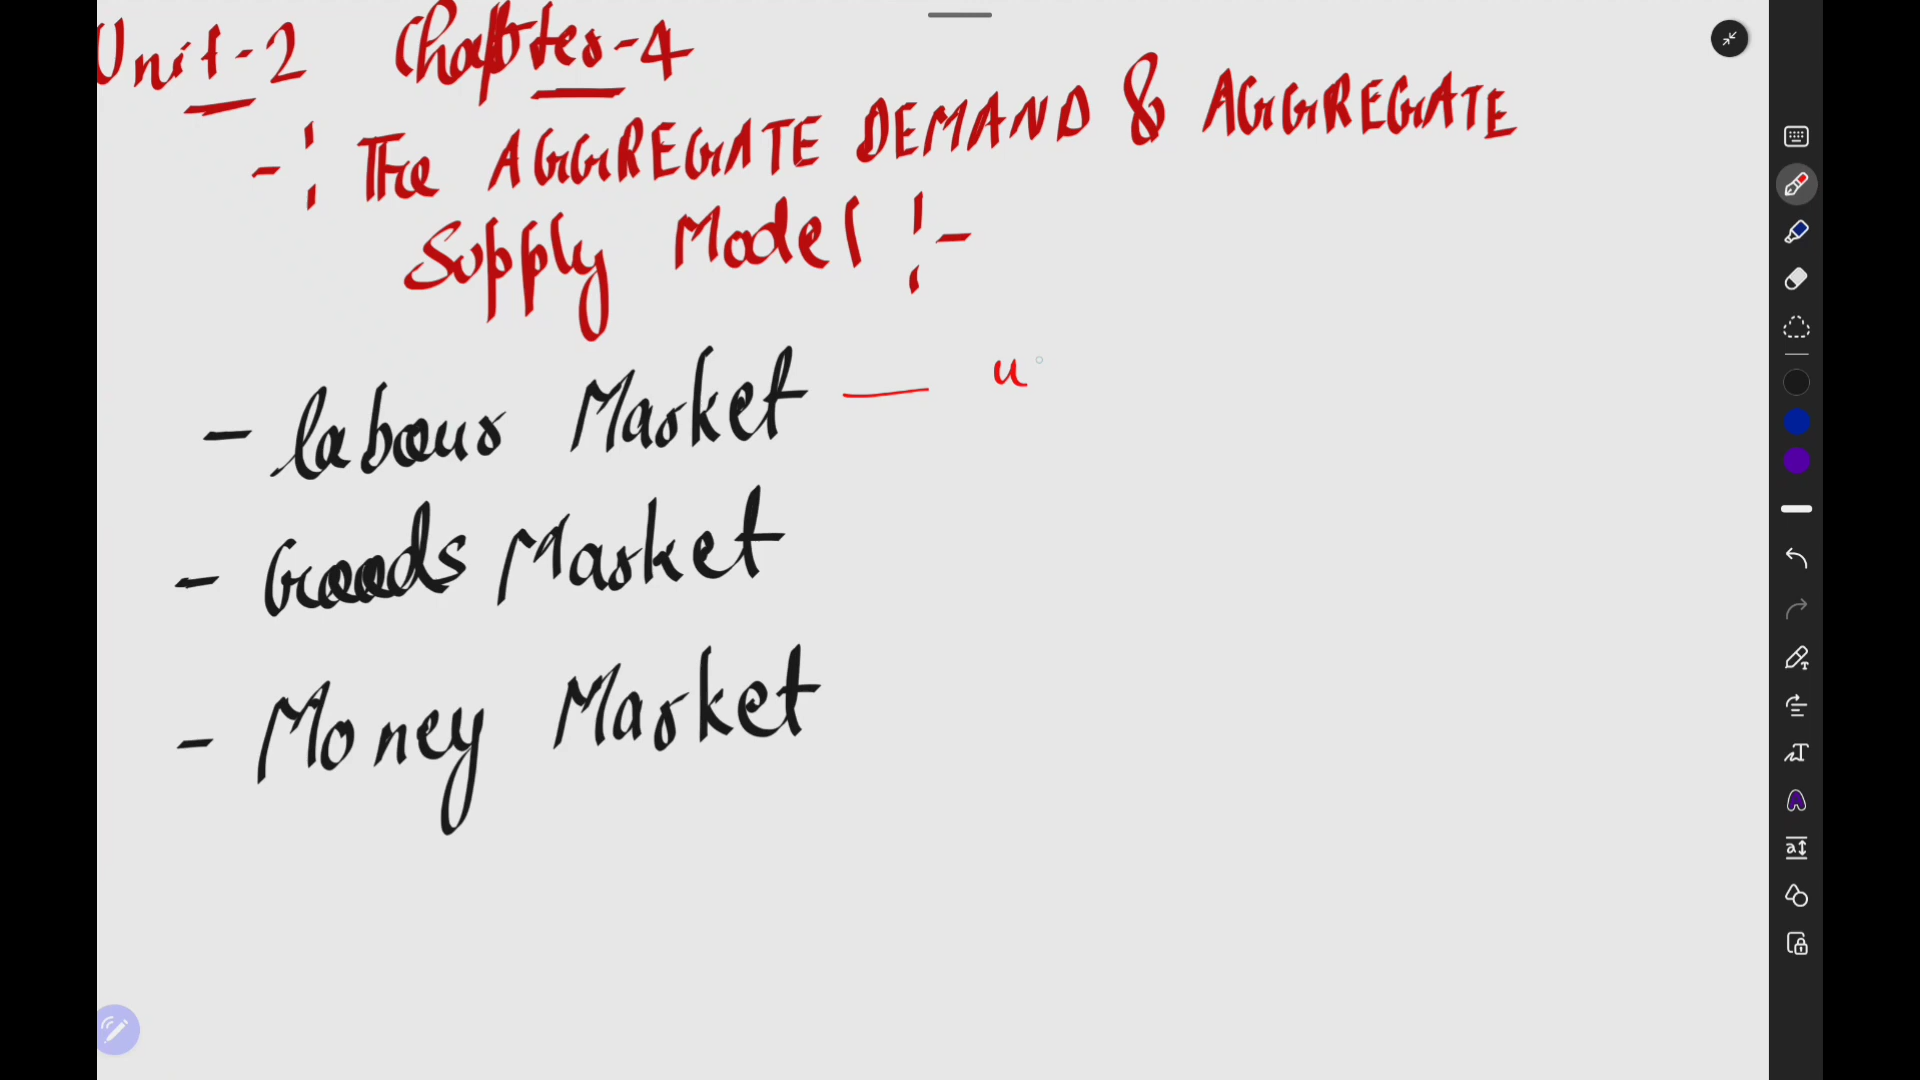 Unit-2 Chapter-4
-: The AGGREGATE DEMAND & AGGREGATE
Supply Model :-
- Labour Market — u
- Goods Market
- Money Market